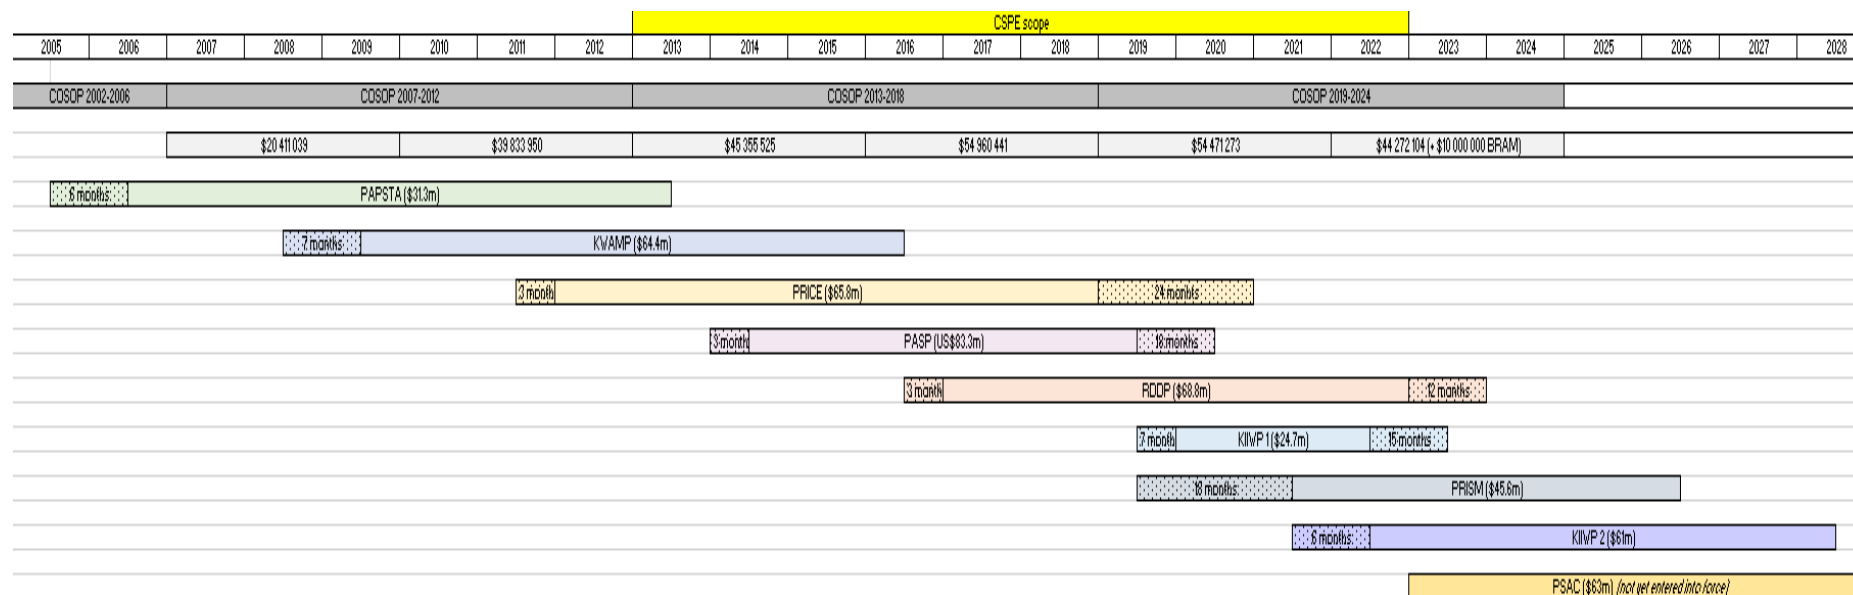 CSPE scope
2005 2006 2007 2008 2009 2010 2011 2012 2013 2014 2015 2016 2017 2018 2019 2020 2021 2022 2023 2024 2025 2026 2027 2028
COSOP 2002-2006 COSOP 2007-2012 COSOP 2013-2018 COSOP 2019-2024
$20 411 039 $39 833 950 $45 355 525 $54 960 441 $54 471 273 $44 272 104 (+ $10 000 000 BRAM)
6 months PAPSTA ($31.3m)
7 months KWAMP ($64.4m)
3 month PRICE ($65.8m) 24 months
3 month PASP (US$83.3m) 18 months
3 month RDDP ($68.8m) 12 months
7 month KIIWP 1 ($24.7m) 15 months
18 months PRISM ($45.6m)
6 months KIIWP 2 ($61m)
PSAC ($63m) (not yet entered into force)